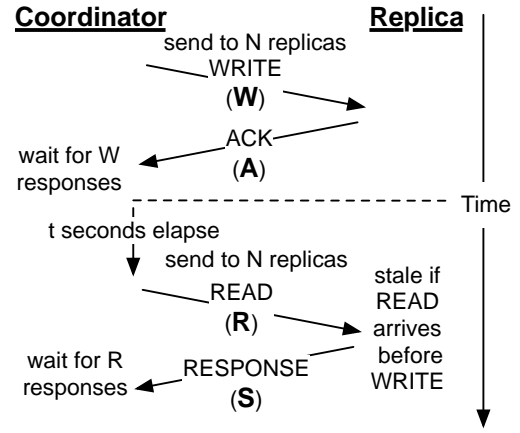 Coordinator
Replica
send to N replicas
WRITE
(W)
ACK
(A)
wait for W
responses
Time
t seconds elapse
send to N replicas
READ
(R)
stale if
READ
arrives
before
WRITE
wait for R
responses
RESPONSE
(S)